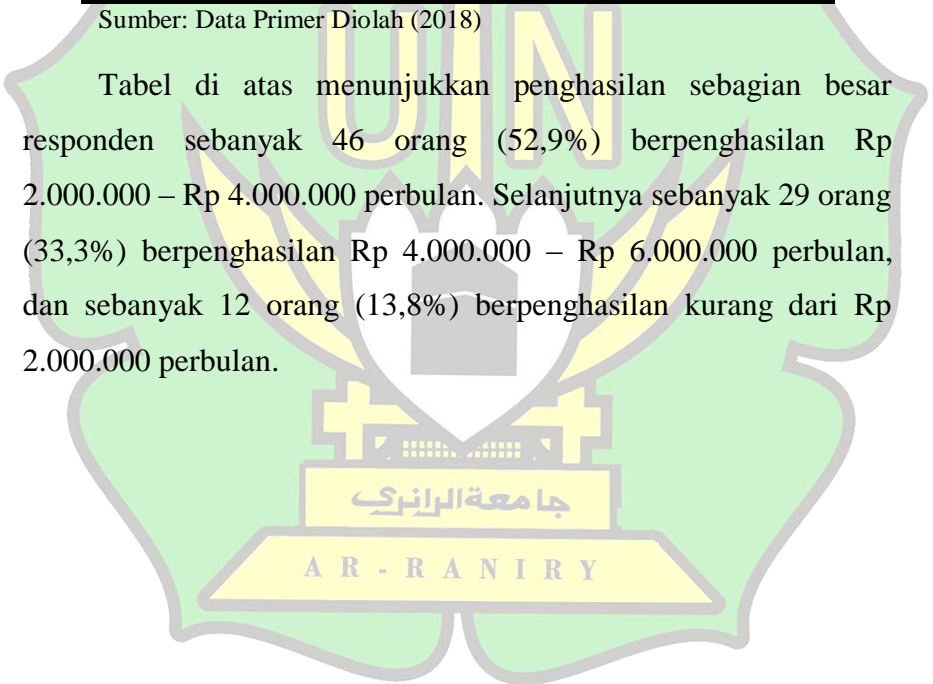 Sumber: Data Primer Diolah (2018)
Tabel di atas menunjukkan penghasilan sebagian besar
responden sebanyak 46 orang (52,9%) berpenghasilan Rp
2.000.000 – Rp 4.000.000 perbulan. Selanjutnya sebanyak 29 orang
(33,3%) berpenghasilan Rp 4.000.000 – Rp 6.000.000 perbulan,
dan sebanyak 12 orang (13,8%) berpenghasilan kurang dari Rp
2.000.000 perbulan.
UIN
جامعة الرانري
AR-RANIRY